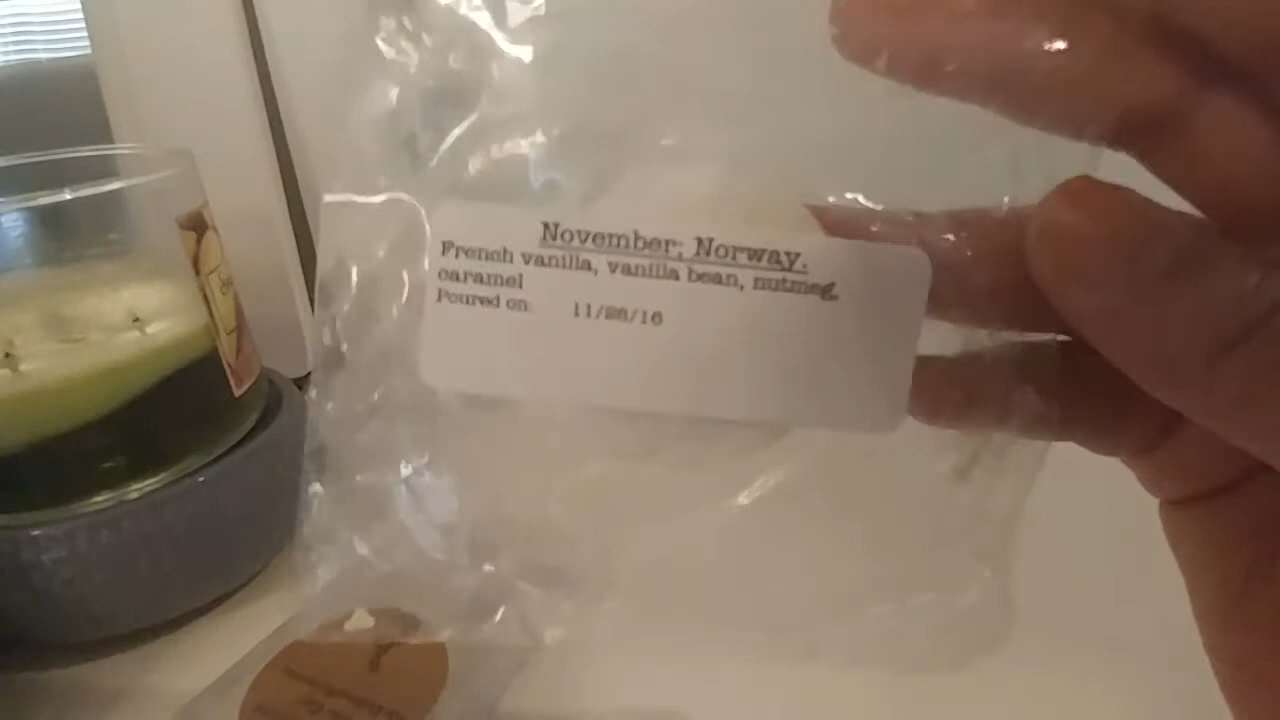 November; Norway.
French vanilla, vanilla bean, nutmeg,
caramel
Poured on: 11/28/16